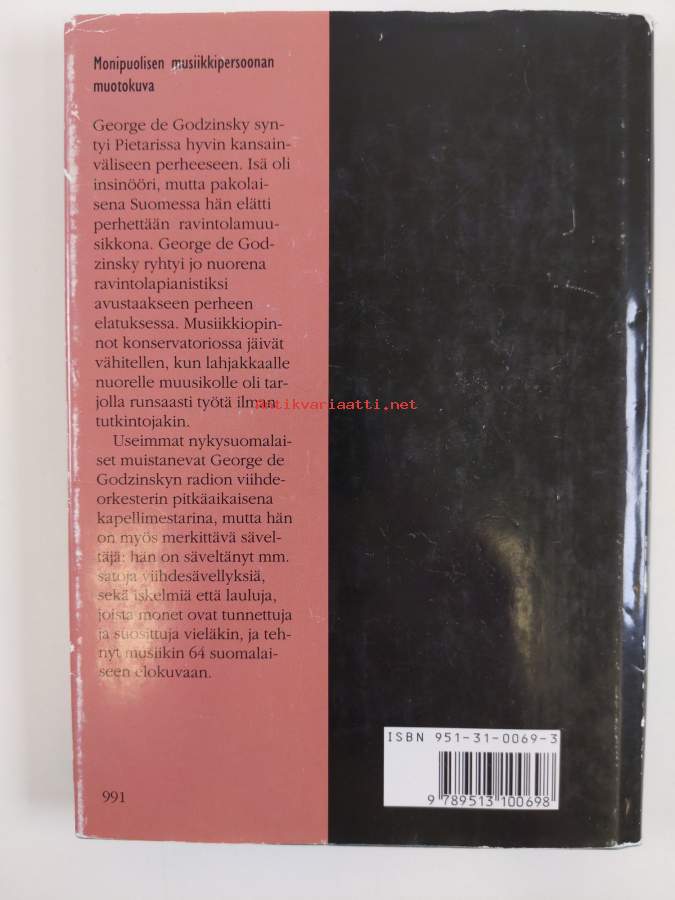 Monipuolisen musiikkipersoonan
muotokuva
George de Godzinsky syn-
tyi Pietarissa hyvin kansain-
väliseen perheeseen. Isä oli
insinööri, mutta pakolai-
sena Suomessa hän elätti
perhettään ravintolamuu-
sikkona. George de God-
zinsky ryhtyi jo nuorena
ravintolapianistiksi
avustaakseen perheen
elatuksessa. Musiikkiopin-
not konservatoriossa jäivät
vähitellen, kun lahjakkaalle
nuorelle muusikolle oli tar-
jolla runsaasti työtä ilman
tutkintojakin.
Useimmat nykysuomalai-
set muistanevat George de
Godzinskyn radion viihde-
orkesterin pitkäaikaisena
kapellimestarina, mutta hän
on myös merkittävä sävel-
täjä: hän on säveltänyt mm.
satoja viihdesävellyksiä,
sekä iskelmiä että lauluja,
joista monet ovat tunnettuja
ja suosittuja vieläkin, ja teh-
nyt musiikin 64 suomalai-
seen elokuvaan.
991
Antikvariaatti.net
ISBN 951-31-0069-3
9 789513 100698